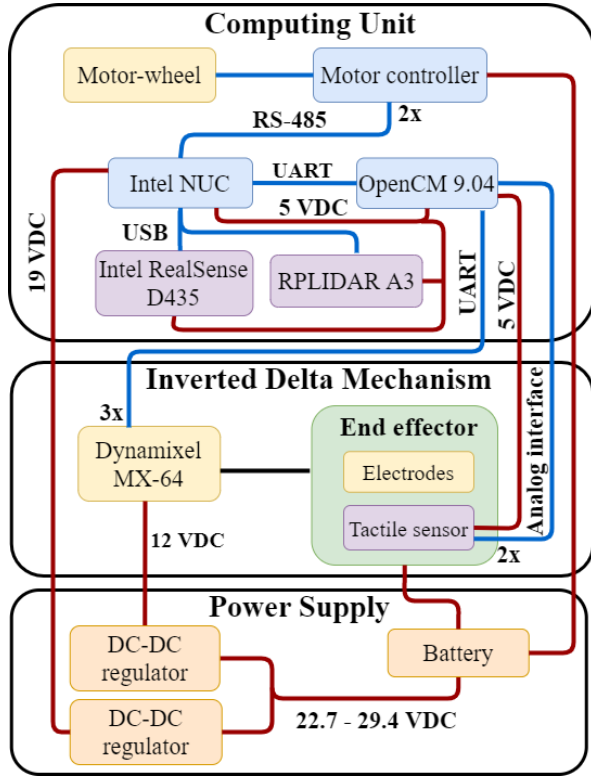 Computing Unit
Motor-wheel
Motor controller
RS-485
2x
Intel NUC
UART
OpenCM 9.04
5 VDC
USB
19 VDC
Intel RealSense
D435
RPLIDAR A3
UART
5 VDC
Analog interface
Inverted Delta Mechanism
3x
End effector
Dynamixel
MX-64
Electrodes
Tactile sensor
12 VDC
2x
Power Supply
DC-DC
regulator
Battery
DC-DC
regulator
22.7 - 29.4 VDC